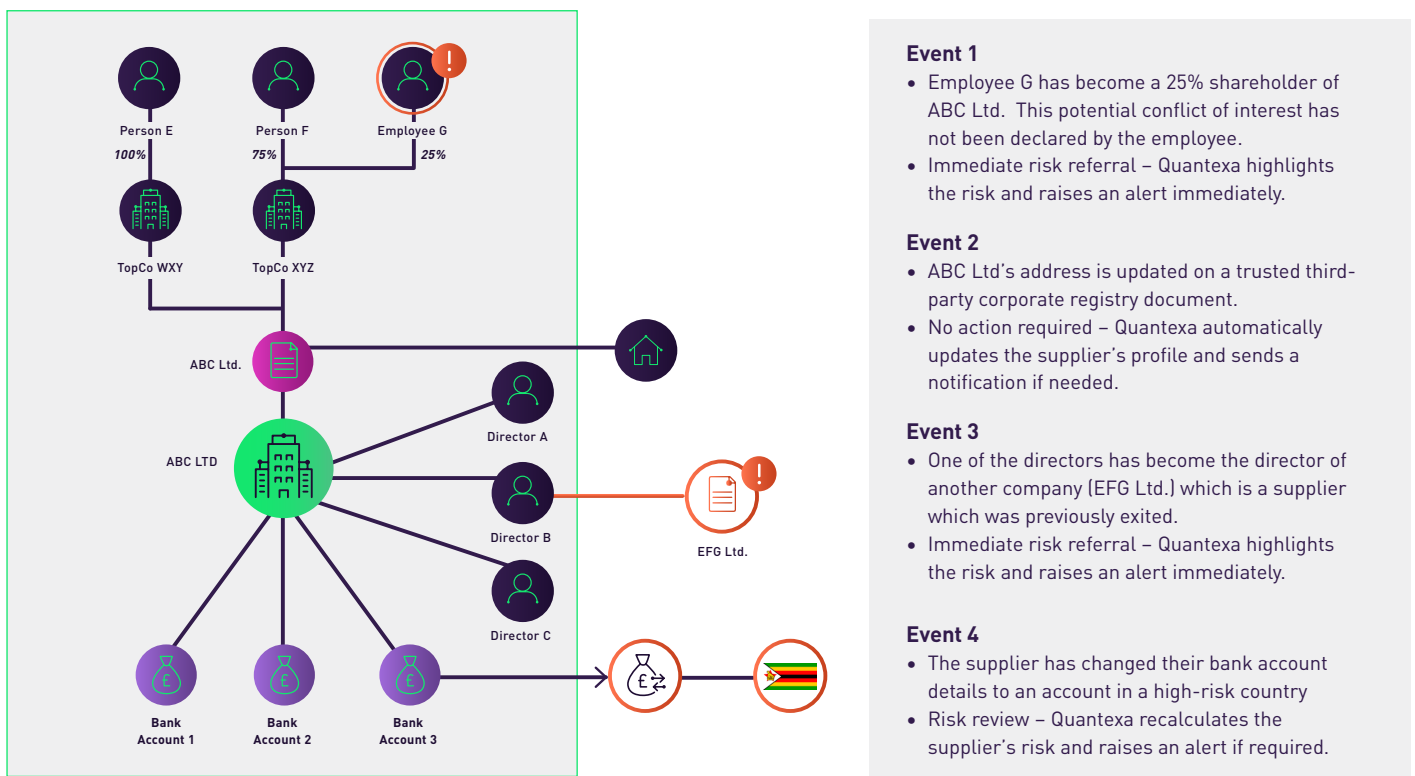 Person E
Person F
Employee G
100%
75%
25%
TopCo WXY
TopCo XYZ
ABC Ltd.
ABC LTD
Director A
Director B
Director C
EFG Ltd.
£
£
£
£
Bank
Account 1
Bank
Account 2
Bank
Account 3
Event 1
• Employee G has become a 25% shareholder of
ABC Ltd. This potential conflict of interest has
not been declared by the employee.
• Immediate risk referral – Quantexa highlights
the risk and raises an alert immediately.
Event 2
• ABC Ltd's address is updated on a trusted third-
party corporate registry document.
• No action required – Quantexa automatically
updates the supplier's profile and sends a
notification if needed.
Event 3
• One of the directors has become the director of
another company (EFG Ltd.) which is a supplier
which was previously exited.
• Immediate risk referral – Quantexa highlights
the risk and raises an alert immediately.
Event 4
• The supplier has changed their bank account
details to an account in a high-risk country
• Risk review – Quantexa recalculates the
supplier's risk and raises an alert if required.